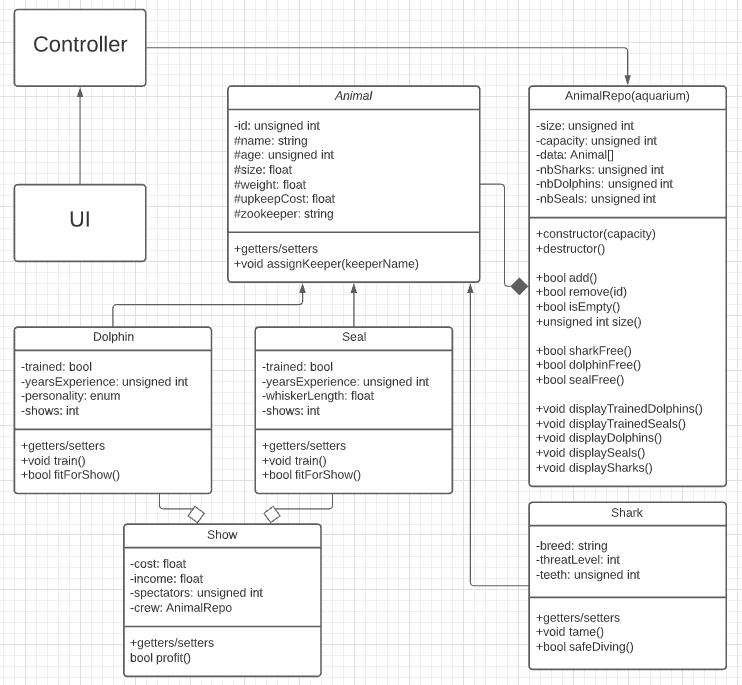 Controller
UI
Animal
-id: unsigned int
#name: string
#age: unsigned int
#size: float
#weight: float
#upkeepCost: float
#zookeeper: string
+getters/setters
+void assignKeeper(keeperName)
AnimalRepo(aquarium)
-size: unsigned int
-capacity: unsigned int
-data: Animal[]
-nbSharks: unsigned int
-nbDolphins: unsigned int
-nbSeals: unsigned int
+constructor(capacity)
+destructor()
+bool add()
+bool remove(id)
+bool isEmpty()
+unsigned int size()
+bool sharkFree()
+bool dolphinFree()
+bool sealFree()
+void displayTrainedDolphins()
+void displayTrainedSeals()
+void displayDolphins()
+void displaySeals()
+void displaySharks()
Dolphin
-trained: bool
-yearsExperience: unsigned int
-personality: enum
-shows: int
+getters/setters
+void train()
+bool fitForShow()
Seal
-trained: bool
-yearsExperience: unsigned int
-whiskerLength: float
-shows: int
+getters/setters
+void train()
+bool fitForShow()
Show
-cost: float
-income: float
-spectators: unsigned int
-crew: AnimalRepo
+getters/setters
bool profit()
Shark
-breed: string
-threatLevel: int
-teeth: unsigned int
+getters/setters
+void tame()
+bool safeDiving()